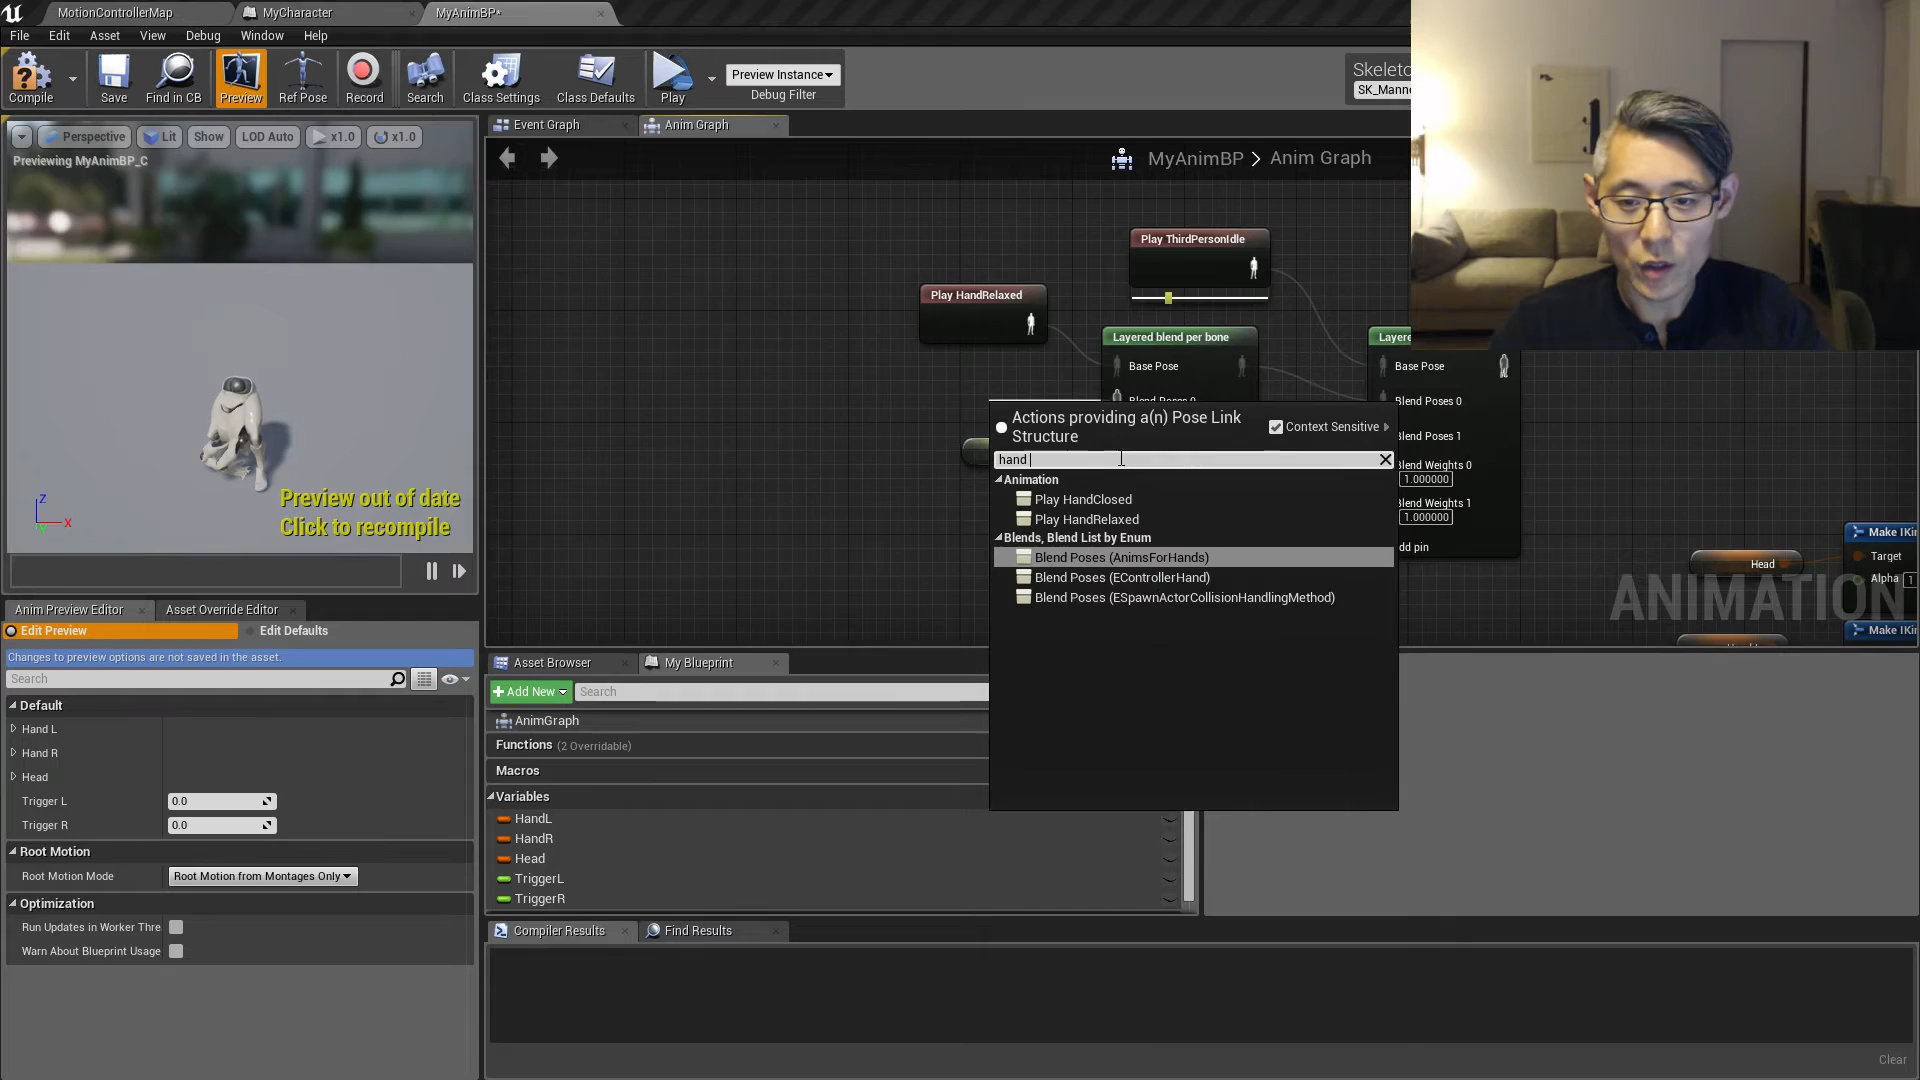 MotionControllerMap
MyCharacter
MyAnimBP*
File Edit Asset View Debug Window Help
Compile
Save
Find in CB
Preview
Ref Pose
Record
Search
Class Settings
Class Defaults
Play
Preview Instance
Debug Filter
Skeleto
SK_Manne
Perspective
Lit
Show
LOD Auto
x1.0
x1.0
Previewing MyAnimBP_C
Preview out of date
Click to recompile
Z
X
Event Graph
Anim Graph
MyAnimBP > Anim Graph
Play ThirdPersonIdle
Play HandRelaxed
Layered blend per bone
Base Pose
Blend Poses 0
Layere
Base Pose
Blend Poses 0
Blend Poses 1
Blend Weights 0
1.000000
Blend Weights 1
1.000000
dd pin
Head
Make IKin
Target
Alpha
1
Make IKin
ANIMATION
Actions providing a(n) Pose Link
Structure
Context Sensitive
hand
Animation
Play HandClosed
Play HandRelaxed
Blends, Blend List by Enum
Blend Poses (AnimsForHands)
Blend Poses (EControllerHand)
Blend Poses (ESpawnActorCollisionHandlingMethod)
Anim Preview Editor
Asset Override Editor
Edit Preview
Edit Defaults
Changes to preview options are not saved in the asset.
Search
Default
Hand L
Hand R
Head
Trigger L 0.0
Trigger R 0.0
Root Motion
Root Motion Mode Root Motion from Montages Only
Optimization
Run Updates in Worker Thre
Warn About Blueprint Usage
Asset Browser
My Blueprint
+ Add New
Search
AnimGraph
Functions (2 Overridable)
Macros
Variables
HandL
HandR
Head
TriggerL
TriggerR
Compiler Results
Find Results
Clear